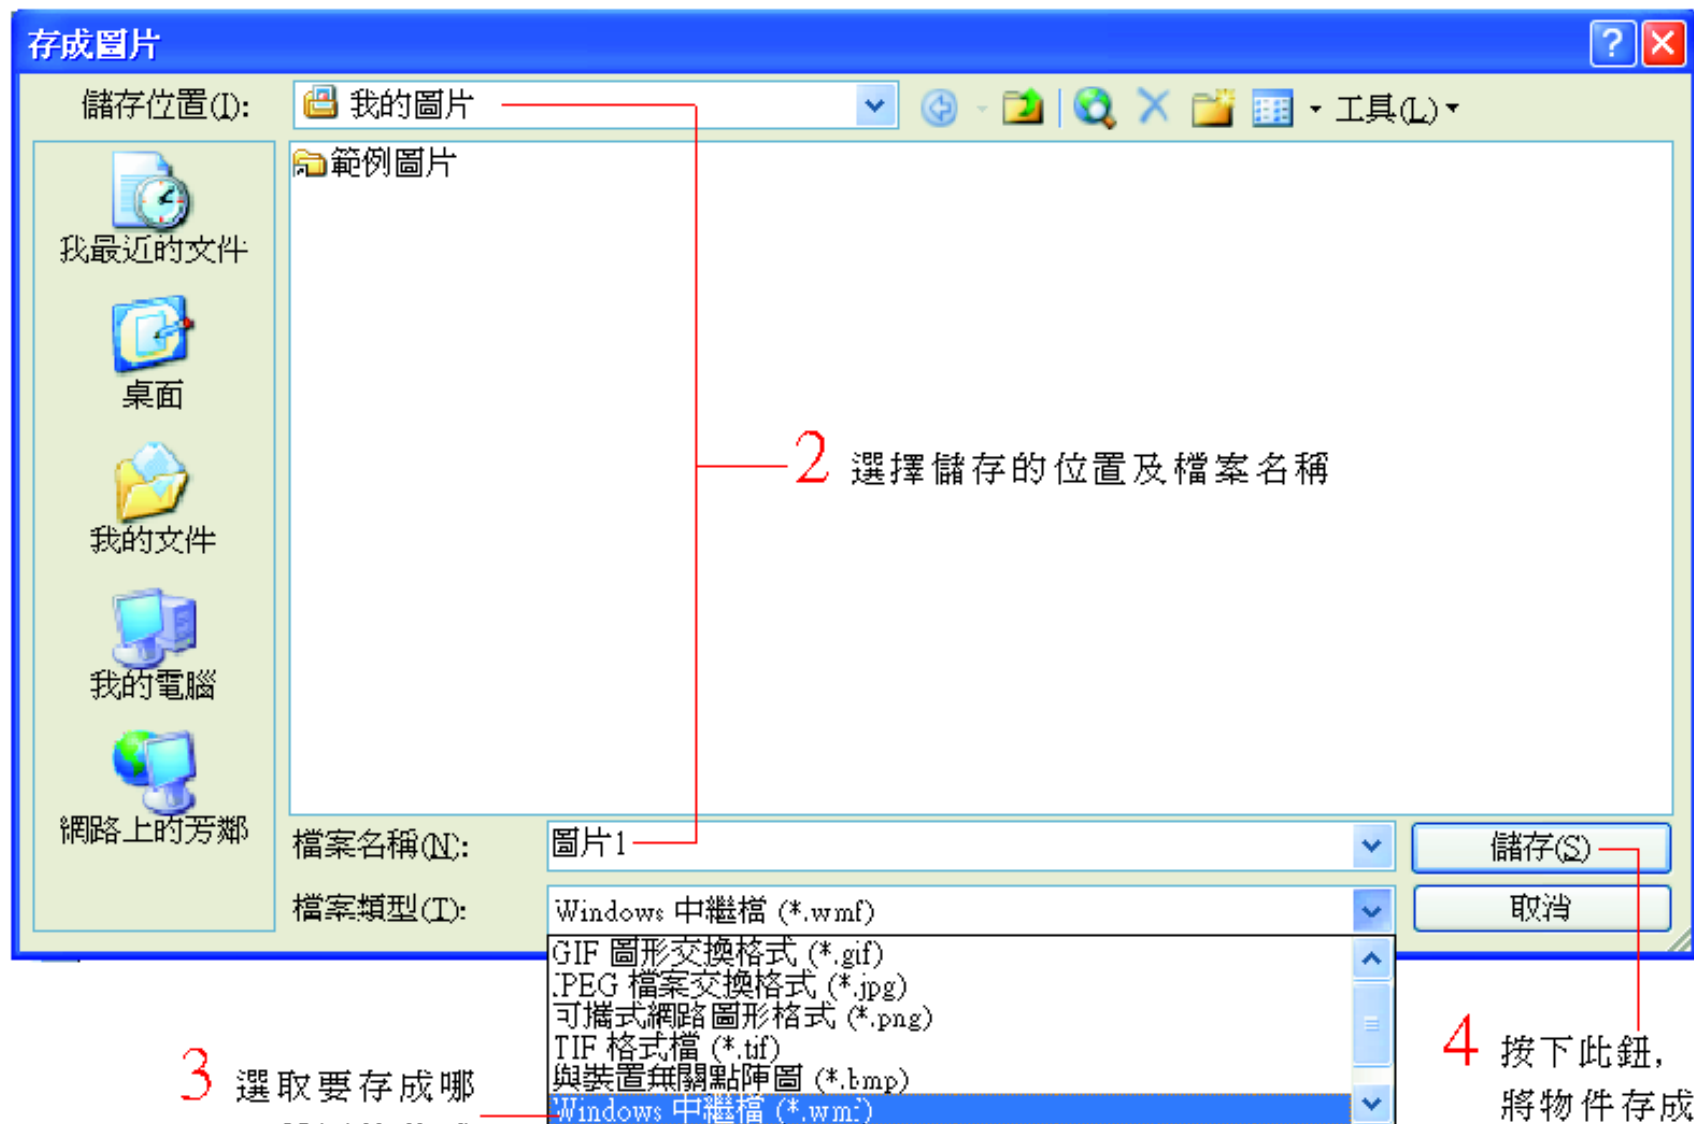 存成圖片
儲存位置(I):
我的圖片
工具(L)
範例圖片
我最近的文件
桌面
我的文件
我的電腦
網路上的芳鄰
2 選擇儲存的位置及檔案名稱
檔案名稱(N):
圖片1
儲存(S)
檔案類型(T):
Windows 中繼檔 (*.wmf)
取消
GIF 圖形交換格式 (*.gif)
JPEG 檔案交換格式 (*.jpg)
可攜式網路圖形格式 (*.png)
TIF 格式檔 (*.tif)
與裝置無關點陣圖 (*.bmp)
Windows 中繼檔 (*.wmf)
3 選取要存成哪
4 按下此鈕,
將物件存成